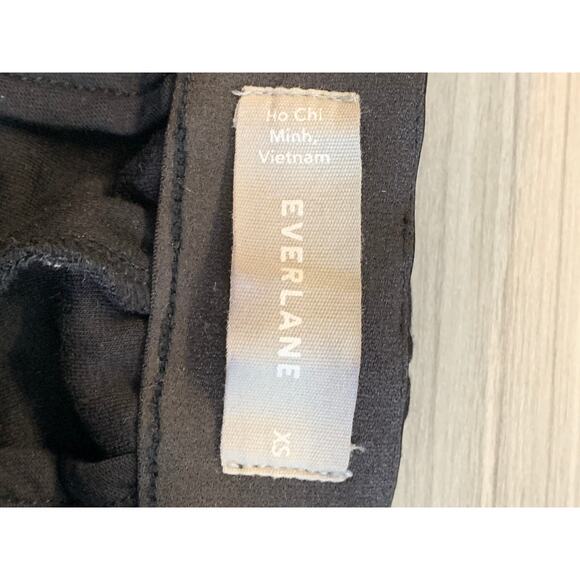 Ho Chi
Minh,
Vietnam
EVERLANE
XS